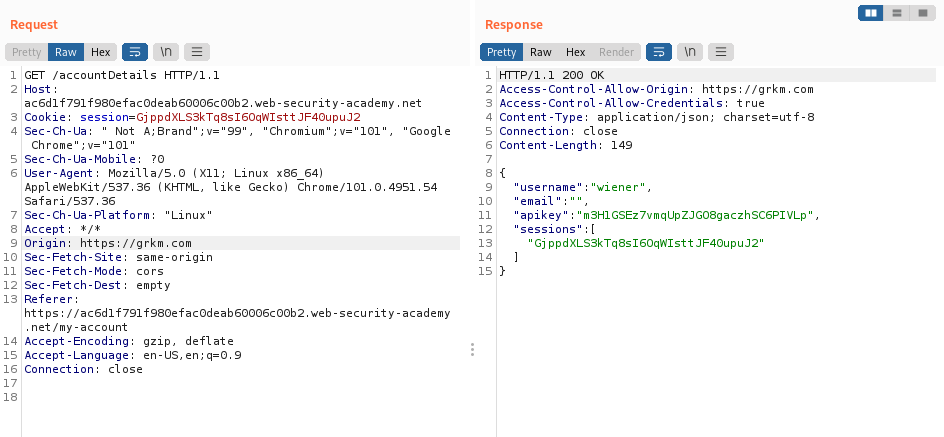 Request
Pretty Raw Hex \n
1 GET /accountDetails HTTP/1.1
2 Host:
ac6d1f791f980efac0deab60006c00b2.web-security-academy.net
3 Cookie: session=GjppdXLS3kTq8sI6OqWIsttJF40upuJ2
4 Sec-Ch-Ua: " Not A;Brand";v="99", "Chromium";v="101", "Google
Chrome";v="101"
5 Sec-Ch-Ua-Mobile: ?0
6 User-Agent: Mozilla/5.0 (X11; Linux x86_64)
AppleWebKit/537.36 (KHTML, like Gecko) Chrome/101.0.4951.54
Safari/537.36
7 Sec-Ch-Ua-Platform: "Linux"
8 Accept: */*
9 Origin: https://grkm.com
10 Sec-Fetch-Site: same-origin
11 Sec-Fetch-Mode: cors
12 Sec-Fetch-Dest: empty
13 Referer:
https://ac6d1f791f980efac0deab60006c00b2.web-security-academy
.net/my-account
14 Accept-Encoding: gzip, deflate
15 Accept-Language: en-US,en;q=0.9
16 Connection: close
17
18
Response
Pretty Raw Hex Render \n
1 HTTP/1.1 200 OK
2 Access-Control-Allow-Origin: https://grkm.com
3 Access-Control-Allow-Credentials: true
4 Content-Type: application/json; charset=utf-8
5 Connection: close
6 Content-Length: 149
7
8 {
9 "username":"wiener",
10 "email":"",
11 "apikey":"m3H1GSEz7vmqUpZJGO8gaczhSC6PIVLp",
12 "sessions":[
13 "GjppdXLS3kTq8sI6OqWIsttJF40upuJ2"
14 ]
15 }